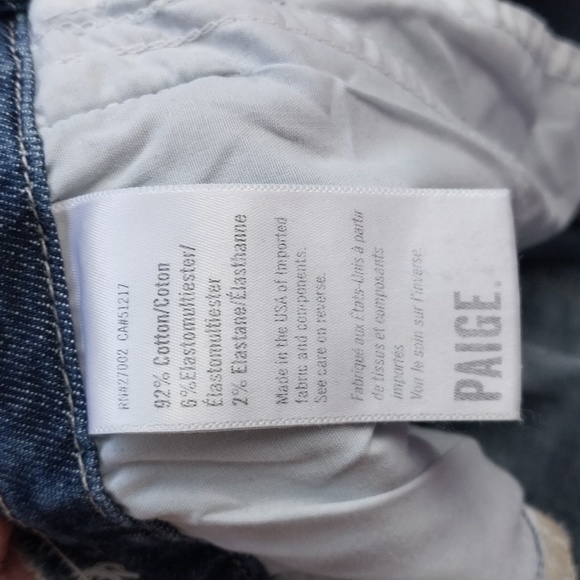 PAIGE.
Fabriqué aux États-Unis à partir
de tissus et composants
importés
Voir le soin sur l'inverse.
Made in the USA of Imported
fabric and components.
See care on reverse.
92% Cotton/Coton
6%Elastomultiester/
Élastomultiester
2% Elastane/Élasthanne
RN#27002 CA#51217